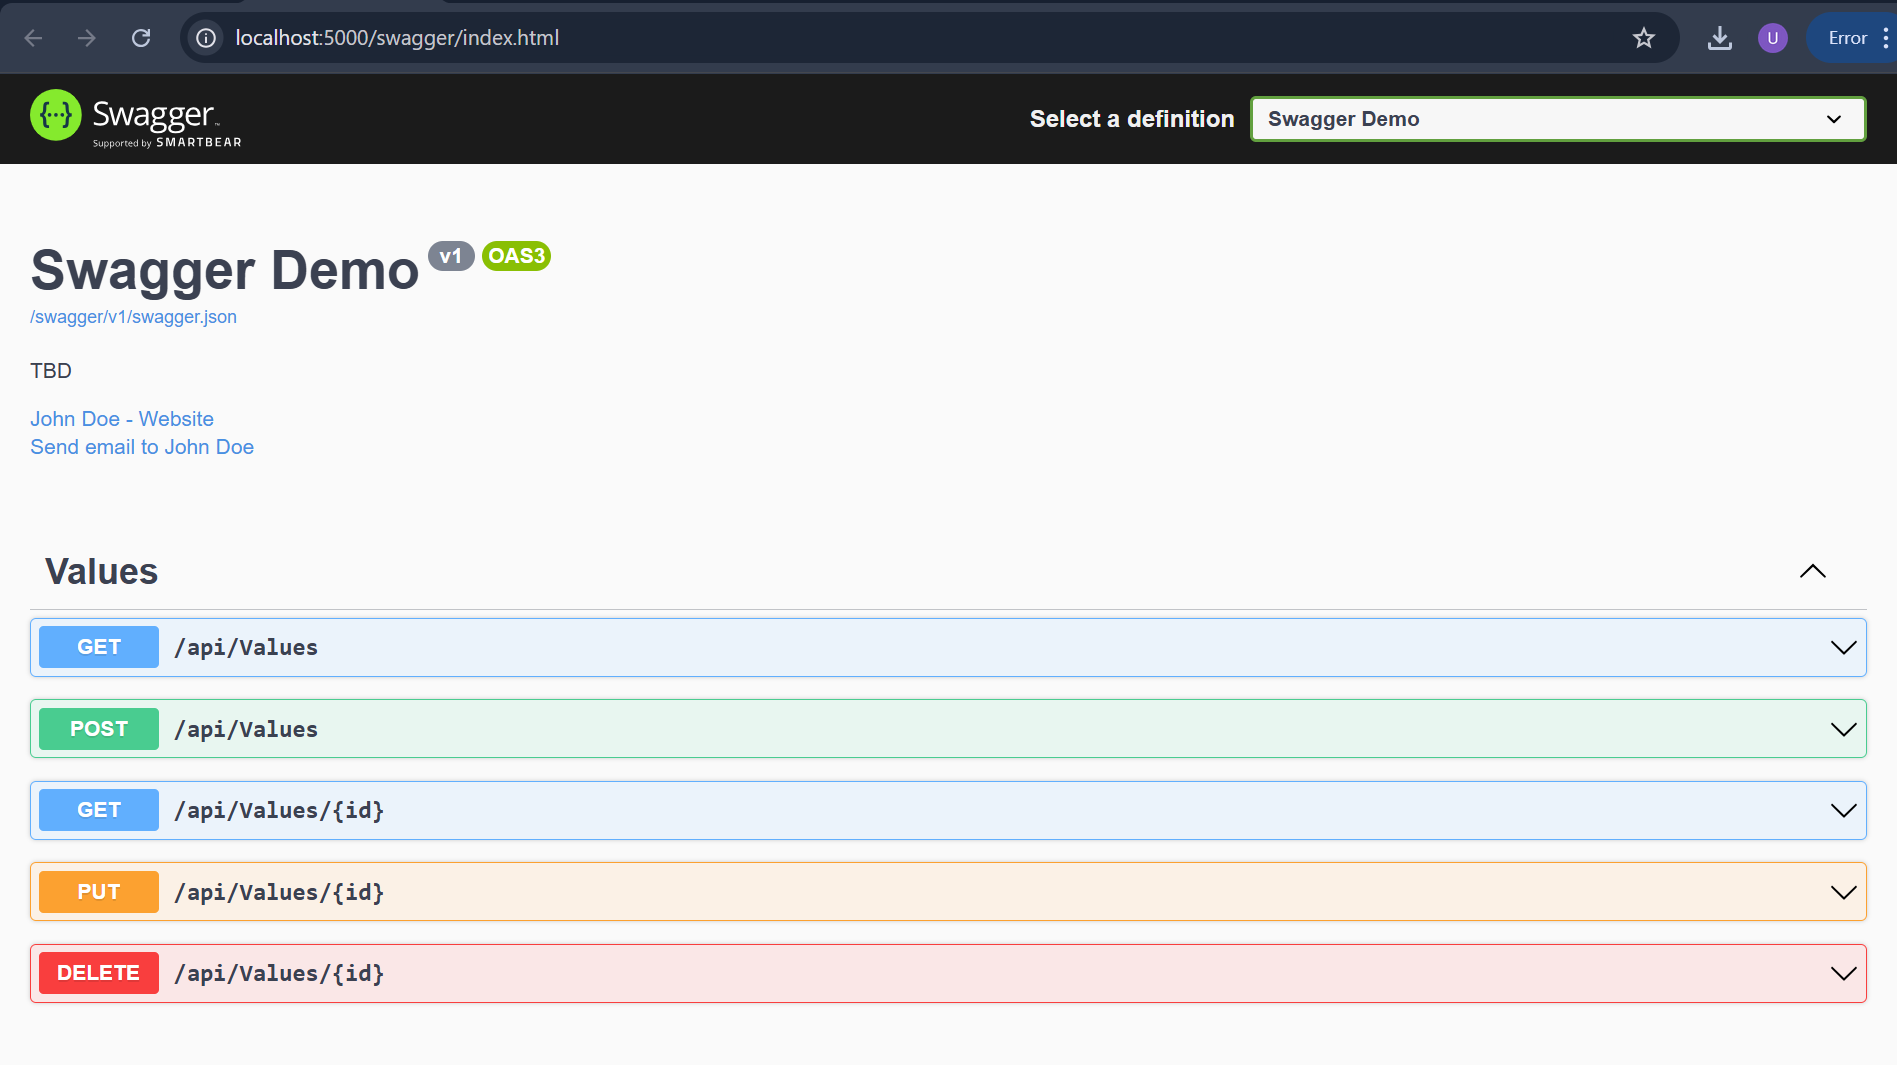 localhost:5000/swagger/index.html
U
Error
{···} Swagger™
Supported by SMARTBEAR
Select a definition
Swagger Demo
Swagger Demo v1 OAS3
/swagger/v1/swagger.json
TBD
John Doe - Website
Send email to John Doe
Values
GET /api/Values
POST /api/Values
GET /api/Values/{id}
PUT /api/Values/{id}
DELETE /api/Values/{id}